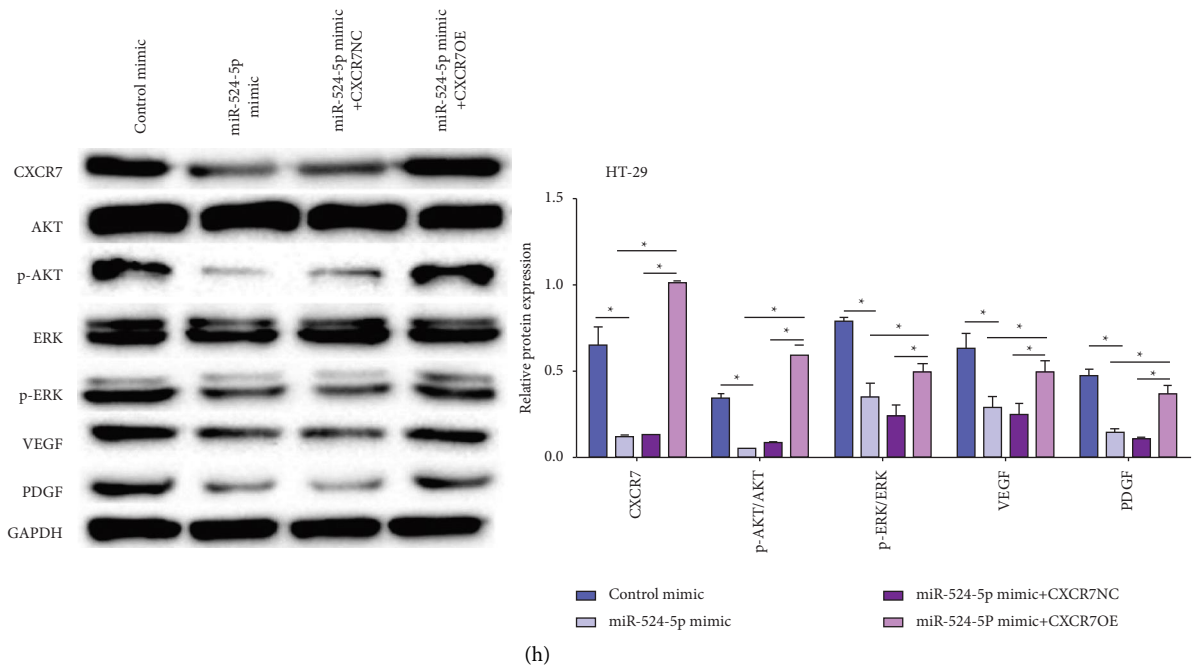 Control mimic
miR-524-5p
mimic
miR-524-5p mimic
+CXCR7NC
miR-524-5p mimic
+CXCR7OE
CXCR7
AKT
p-AKT
ERK
p-ERK
VEGF
PDGF
GAPDH
HT-29
Relative protein expression
1.5
1.0
0.5
0.0
* * *
* * *
* * *
* * *
* * *
CXCR7
p-AKT/AKT
p-ERK/ERK
VEGF
PDGF
Control mimic
miR-524-5p mimic
miR-524-5p mimic+CXCR7NC
miR-524-5P mimic+CXCR7OE
(h)